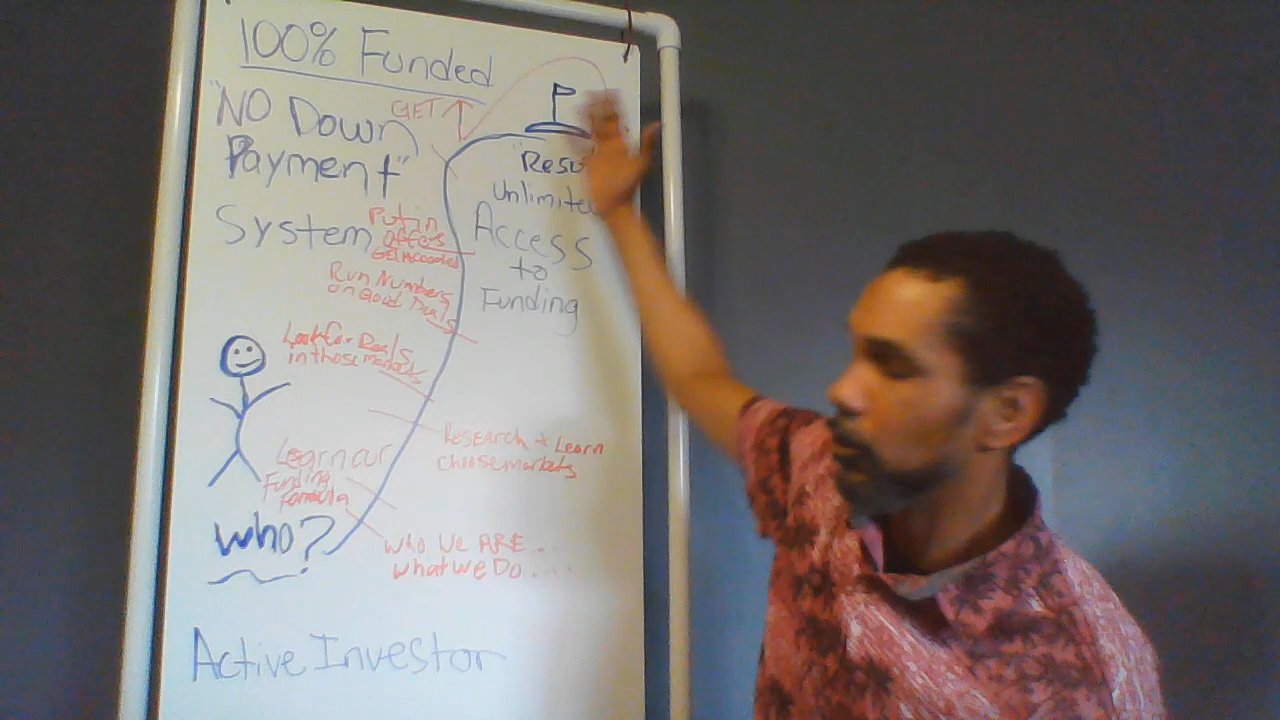 100% Funded
"NO Down
Payment"
System
GET
"Resu
Unlimited
Access
to
Funding
Put in
offers
GET Accepted
Run Numbers
on Good Deals
Look for Deals
in those markets
Research + Learn
choose markets
Learn our
Funding
formula
who?
who we ARE...
what we Do....
Active Investor